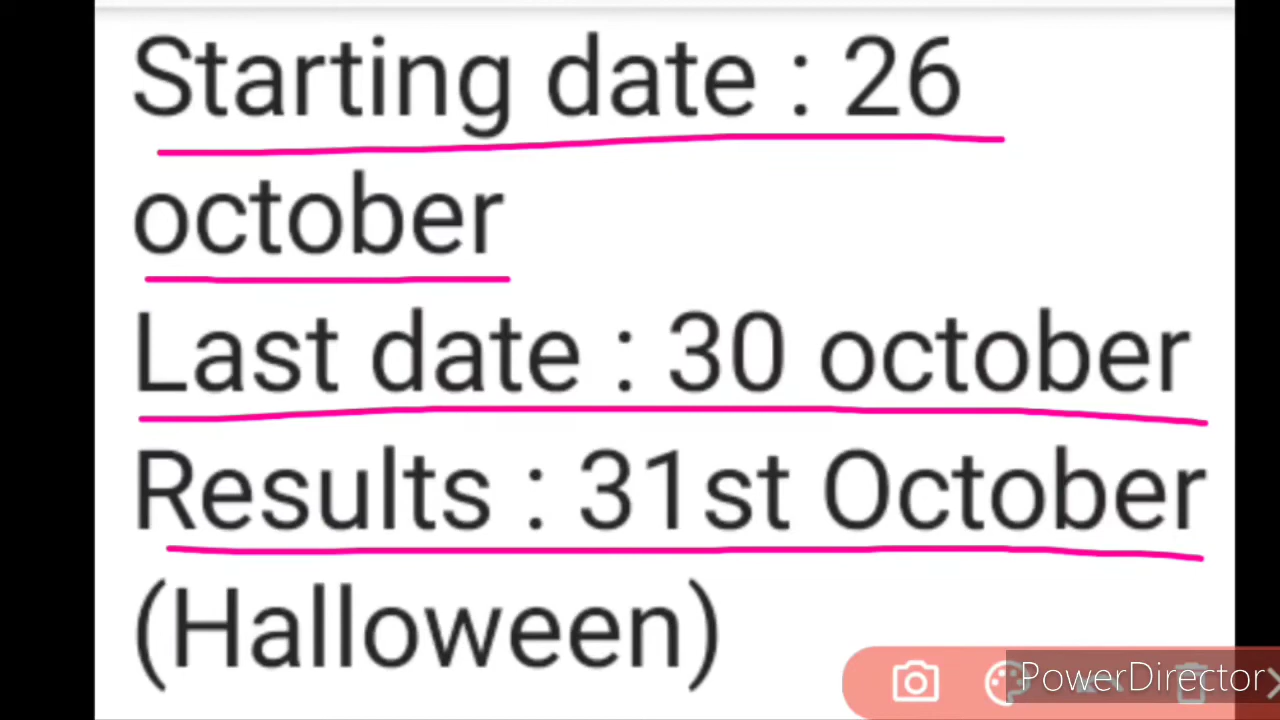 Starting date : 26
october
Last date : 30 october
Results : 31st October
(Halloween)
PowerDirector